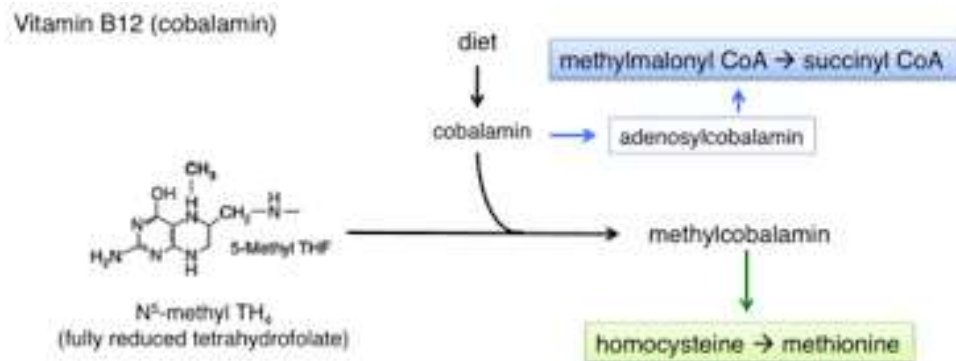 Vitamin B12 (cobalamin)
diet
methylmalonyl CoA → succinyl CoA
cobalamin
adenosylcobalamin
CH₃
OH
H
N
CH₂
H
N
N
5-Methyl THF
H₂N
N
N
H
methylcobalamin
N⁵-methyl TH₄
(fully reduced tetrahydrofolate)
homocysteine → methionine